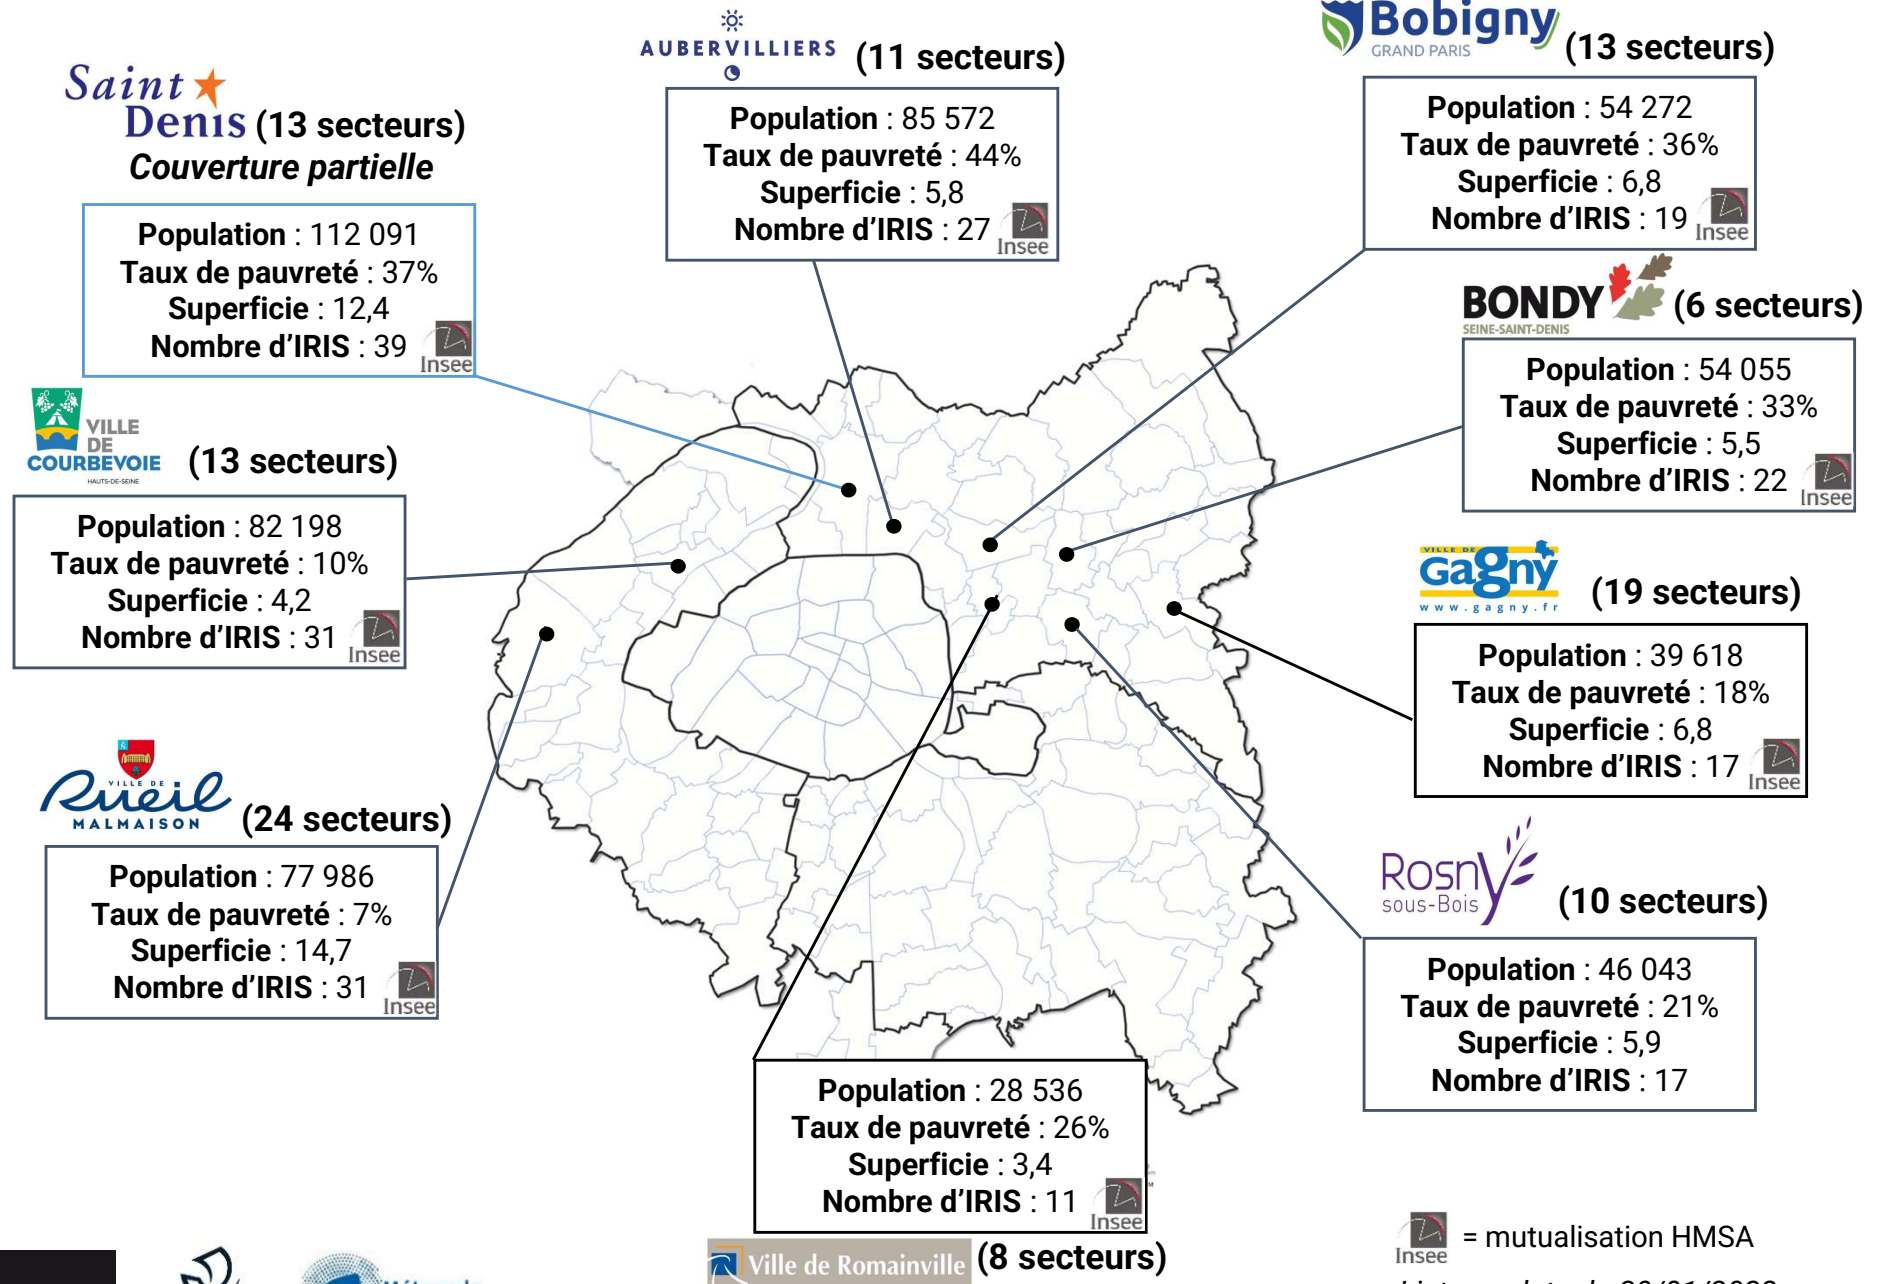 Saint
Denis (13 secteurs)
Couverture partielle
Population : 112 091
Taux de pauvreté : 37%
Superficie : 12,4
Nombre d'IRIS : 39
Insee
AUBERVILLIERS (11 secteurs)
Population : 85 572
Taux de pauvreté : 44%
Superficie : 5,8
Nombre d'IRIS : 27
Insee
Bobigny
GRAND PARIS
(13 secteurs)
Population : 54 272
Taux de pauvreté : 36%
Superficie : 6,8
Nombre d'IRIS : 19
Insee
BONDY
SEINE-SAINT-DENIS
(6 secteurs)
Population : 54 055
Taux de pauvreté : 33%
Superficie : 5,5
Nombre d'IRIS : 22
Insee
VILLE
DE
COURBEVOIE
HAUTS-DE-SEINE
(13 secteurs)
Population : 82 198
Taux de pauvreté : 10%
Superficie : 4,2
Nombre d'IRIS : 31
Insee
VILLE DE
Gagny
www.gagny.fr
(19 secteurs)
Population : 39 618
Taux de pauvreté : 18%
Superficie : 6,8
Nombre d'IRIS : 17
Insee
VILLE DE
Rueil
MALMAISON
(24 secteurs)
Population : 77 986
Taux de pauvreté : 7%
Superficie : 14,7
Nombre d'IRIS : 31
Insee
Rosny
sous-Bois
(10 secteurs)
Population : 46 043
Taux de pauvreté : 21%
Superficie : 5,9
Nombre d'IRIS : 17
Population : 28 536
Taux de pauvreté : 26%
Superficie : 3,4
Nombre d'IRIS : 11
Insee
Ville de Romainville (8 secteurs)
Insee = mutualisation HMSA